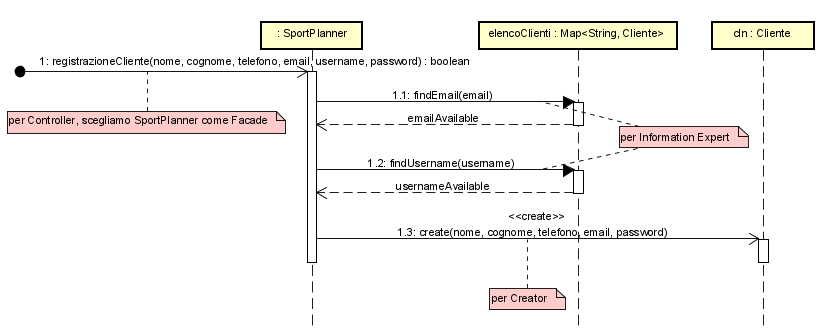 : SportPlanner
elencoClienti : Map<String, Cliente>
cln : Cliente
1: registrazioneCliente(nome, cognome, telefono, email, username, password) : boolean
1.1: findEmail(email)
per Controller, scegliamo SportPlanner come Facade
emailAvailable
per Information Expert
1.2: findUsername(username)
usernameAvailable
<<create>>
1.3: create(nome, cognome, telefono, email, password)
per Creator